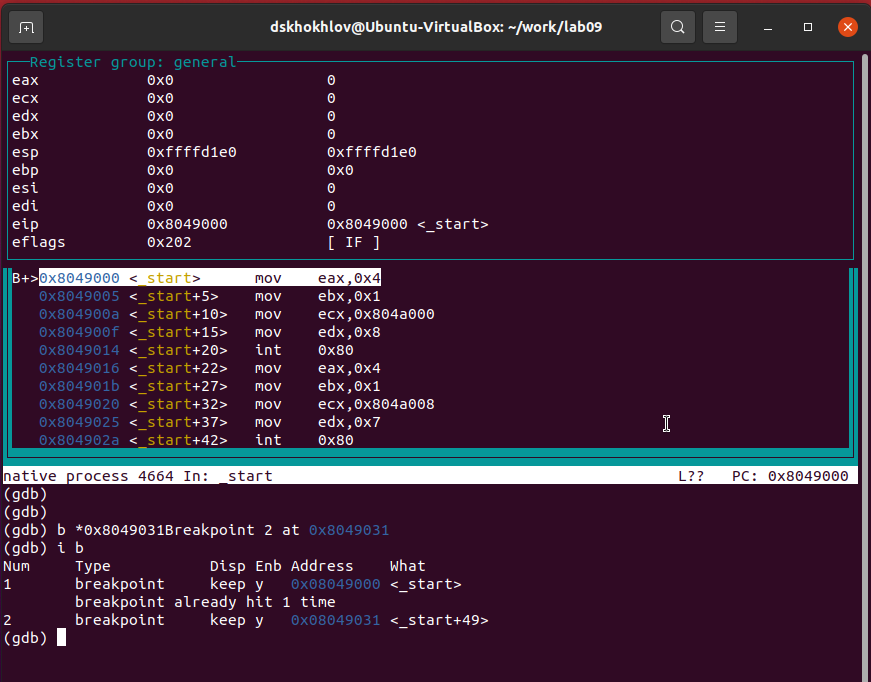 dskhokhlov@Ubuntu-VirtualBox: ~/work/lab09
Register group: general
eax 0x0 0
ecx 0x0 0
edx 0x0 0
ebx 0x0 0
esp 0xffffd1e0 0xffffd1e0
ebp 0x0 0x0
esi 0x0 0
edi 0x0 0
eip 0x8049000 0x8049000 <_start>
eflags 0x202 [ IF ]
B+>0x8049000 <_start> mov eax,0x4
0x8049005 <_start+5> mov ebx,0x1
0x804900a <_start+10> mov ecx,0x804a000
0x804900f <_start+15> mov edx,0x8
0x8049014 <_start+20> int 0x80
0x8049016 <_start+22> mov eax,0x4
0x804901b <_start+27> mov ebx,0x1
0x8049020 <_start+32> mov ecx,0x804a008
0x8049025 <_start+37> mov edx,0x7
0x804902a <_start+42> int 0x80
native process 4664 In: _start L?? PC: 0x8049000
(gdb)
(gdb)
(gdb) b *0x8049031Breakpoint 2 at 0x8049031
(gdb) i b
Num Type Disp Enb Address What
1 breakpoint keep y 0x08049000 <_start>
breakpoint already hit 1 time
2 breakpoint keep y 0x08049031 <_start+49>
(gdb)